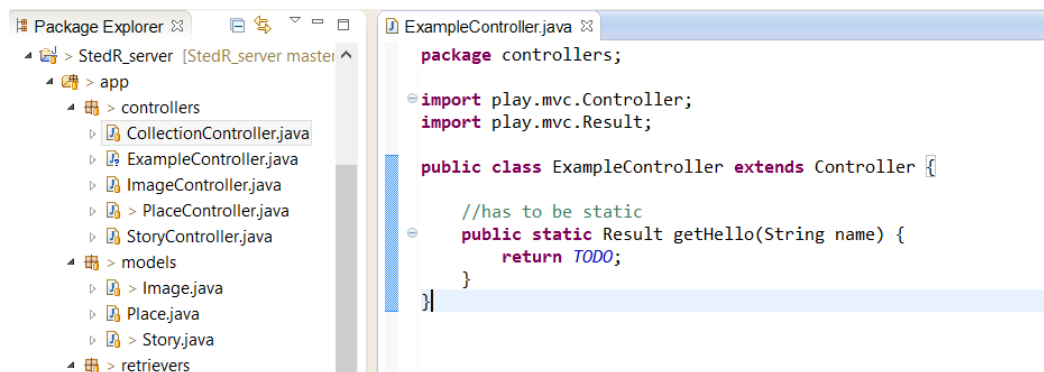 Package Explorer
> StedR_server [StedR_server master
> app
> controllers
CollectionController.java
ExampleController.java
ImageController.java
> PlaceController.java
StoryController.java
> models
> Image.java
Place.java
> Story.java
> retrievers
ExampleController.java
package controllers;
import play.mvc.Controller;
import play.mvc.Result;
public class ExampleController extends Controller {
//has to be static
public static Result getHello(String name) {
return TODO;
}
}